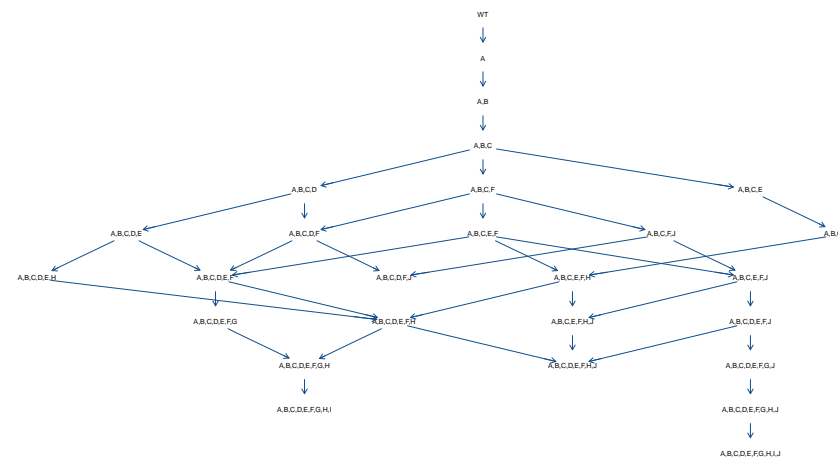 WT
A
A,B
A,B,C
A,B,C,D
A,B,C,F
A,B,C,E
A,B,C,D,E
A,B,C,D,F
A,B,C,E,F
A,B,C,F,J
A,B,C,D,E,H
A,B,C,D,E,F
A,B,C,D,F,J
A,B,C,E,F,H
A,B,C,E,F,J
A,B,C,D,E,F,G
A,B,C,D,E,F,H
A,B,C,E,F,H,J
A,B,C,D,E,F,J
A,B,C,D,E,F,G,H
A,B,C,D,E,F,H,J
A,B,C,D,E,F,G,J
A,B,C,D,E,F,G,H,I
A,B,C,D,E,F,G,H,J
A,B,C,D,E,F,G,H,I,J